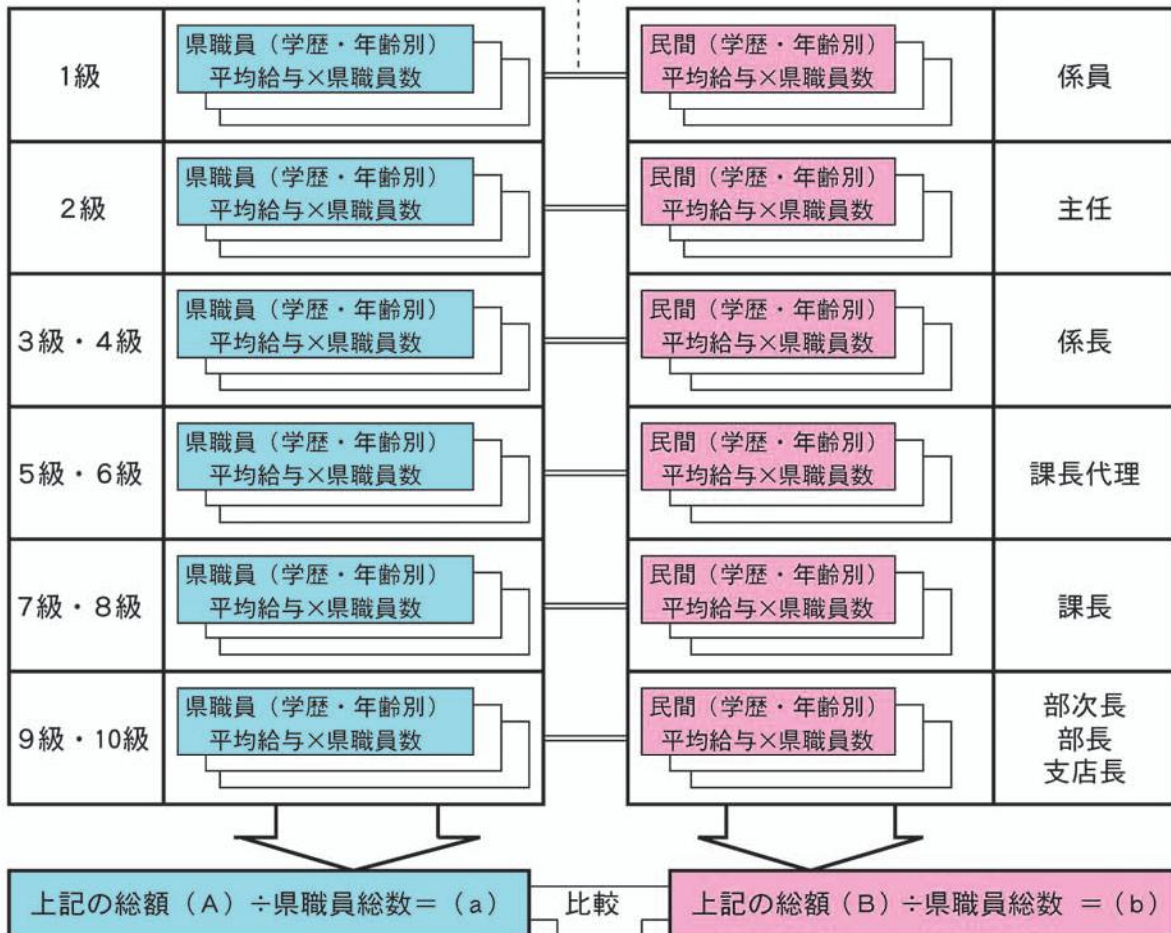 1級
県職員（学歴・年齢別）
平均給与×県職員数
民間（学歴・年齢別）
平均給与×県職員数
係員
2級
県職員（学歴・年齢別）
平均給与×県職員数
民間（学歴・年齢別）
平均給与×県職員数
主任
3級・4級
県職員（学歴・年齢別）
平均給与×県職員数
民間（学歴・年齢別）
平均給与×県職員数
係長
5級・6級
県職員（学歴・年齢別）
平均給与×県職員数
民間（学歴・年齢別）
平均給与×県職員数
課長代理
7級・8級
県職員（学歴・年齢別）
平均給与×県職員数
民間（学歴・年齢別）
平均給与×県職員数
課長
9級・10級
県職員（学歴・年齢別）
平均給与×県職員数
民間（学歴・年齢別）
平均給与×県職員数
部次長
部長
支店長
上記の総額（A）÷県職員総数＝（a）
比較
上記の総額（B）÷県職員総数 ＝（b）